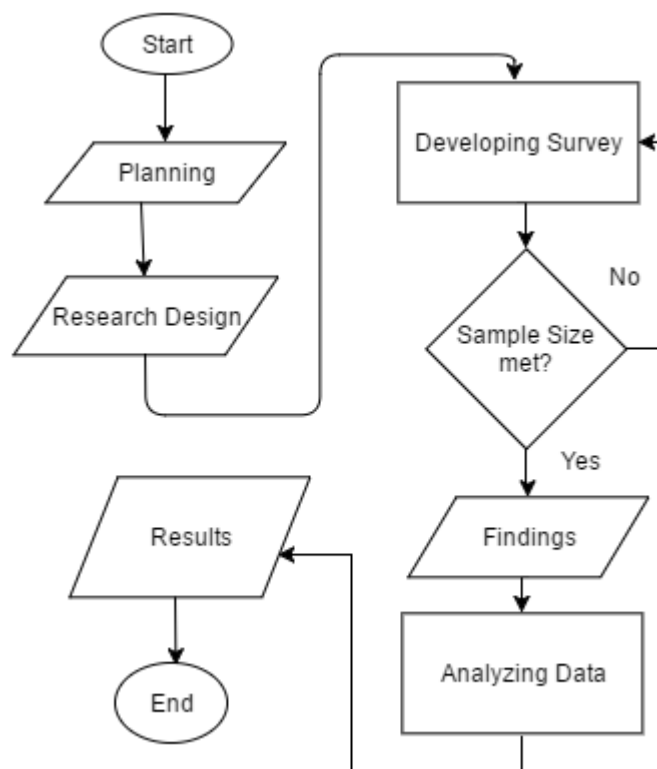 Start
Planning
Research Design
Developing Survey
No
Sample Size
met?
Yes
Findings
Analyzing Data
Results
End